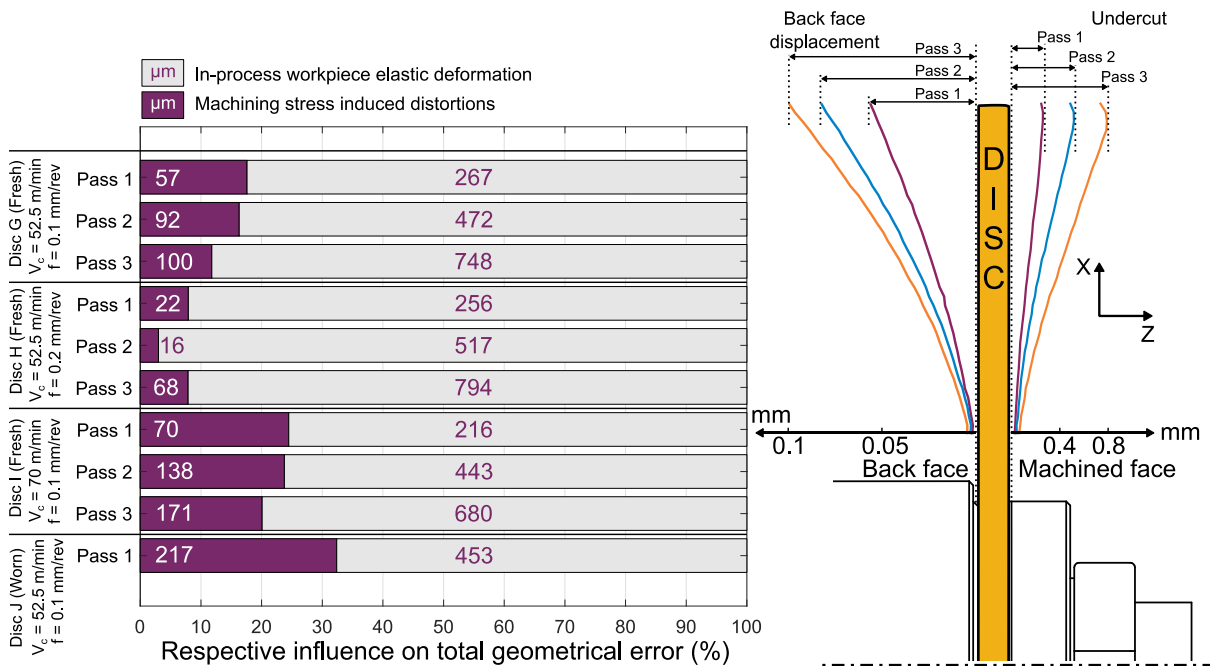 µm In-process workpiece elastic deformation
µm Machining stress induced distortions
Disc G (Fresh)
V_c = 52.5 m/min
f = 0.1 mm/rev
Pass 1 57 267
Pass 2 92 472
Pass 3 100 748
Disc H (Fresh)
V_c = 52.5 m/min
f = 0.2 mm/rev
Pass 1 22 256
Pass 2 16 517
Pass 3 68 794
Disc I (Fresh)
V_c = 70 m/min
f = 0.1 mm/rev
Pass 1 70 216
Pass 2 138 443
Pass 3 171 680
Disc J (Worn)
V_c = 52.5 m/min
f = 0.1 mm/rev
Pass 1 217 453
0 10 20 30 40 50 60 70 80 90 100
Respective influence on total geometrical error (%)
Back face
displacement
Pass 3
Pass 2
Pass 1
Undercut
Pass 1
Pass 2
Pass 3
DISC
X
Z
mm
0.1 0.05
Back face
0.4 0.8
mm
Machined face